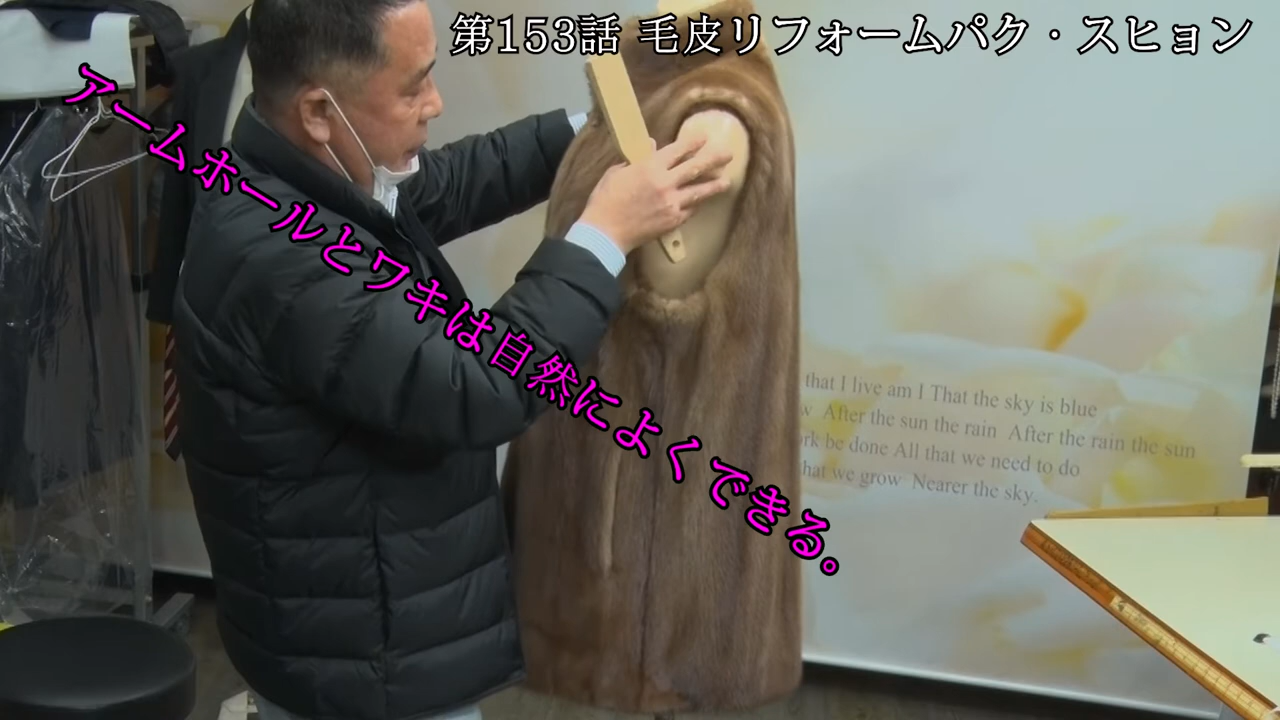 第153話 毛皮リフォームパク・スヒョン
アームホールとワキは自然によくできる。
that I live am I That the sky is blue
After the sun the rain After the rain the sun
be done All that we need to do
that we grow Nearer the sky.